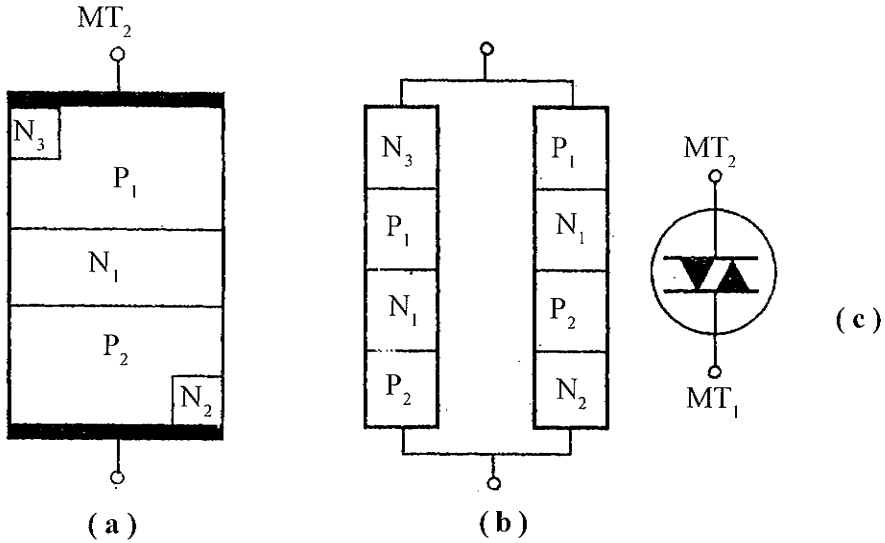 MT₂
N₃
P₁
N₁
P₂
N₂
(a)
N₃
P₁
N₁
P₂
P₁
N₁
P₂
N₂
(b)
MT₂
MT₁
(c)